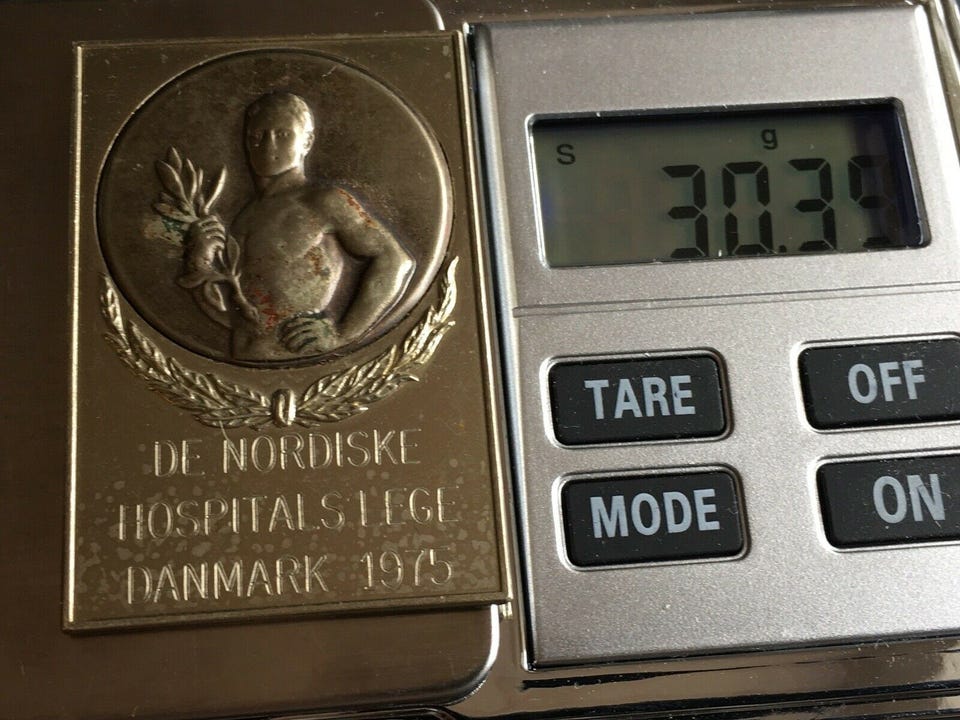 DE NORDISKE
HOSPITALSLEGE
DANMARK 1975
S g
30.39
TARE
OFF
MODE
ON